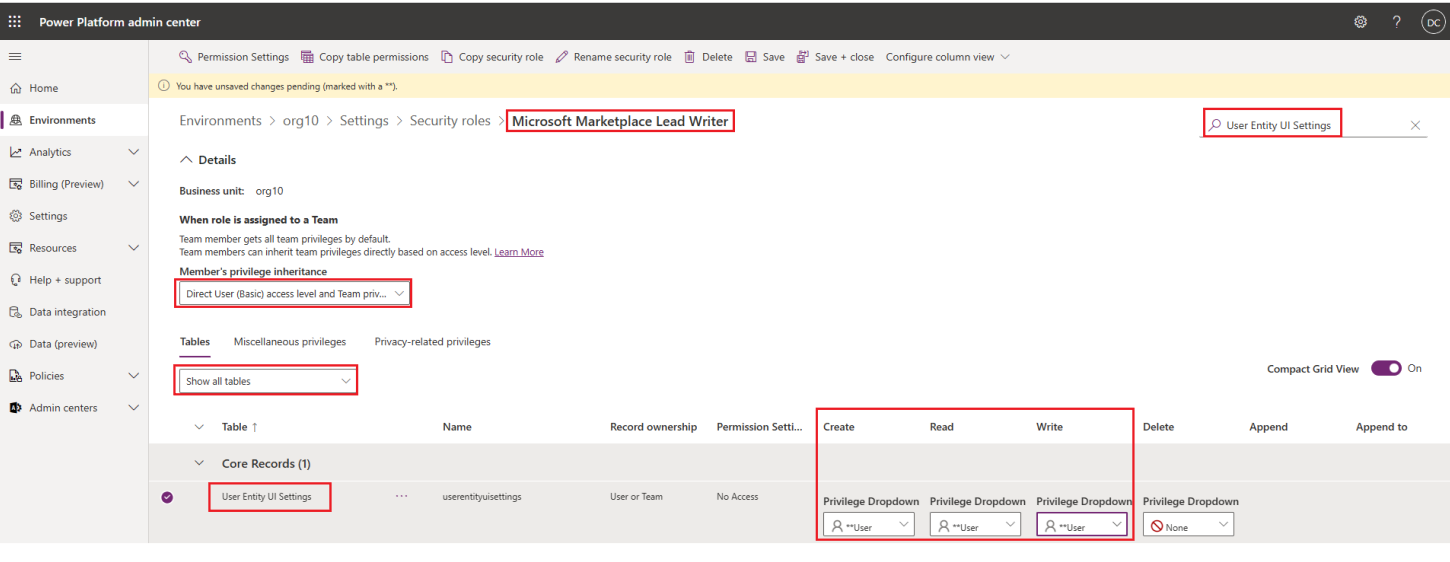 Power Platform admin center
?
DC
Permission Settings Copy table permissions Copy security role Rename security role Delete Save Save + close Configure column view
You have unsaved changes pending (marked with a **).
Home
Environments
Analytics
Billing (Preview)
Settings
Resources
Help + support
Data integration
Data (preview)
Policies
Admin centers
Environments > org10 > Settings > Security roles > Microsoft Marketplace Lead Writer
User Entity UI Settings
Details
Business unit: org10
When role is assigned to a Team
Team member gets all team privileges by default.
Team members can inherit team privileges directly based on access level. Learn More
Member's privilege inheritance
Direct User (Basic) access level and Team priv...
Tables Miscellaneous privileges Privacy-related privileges
Show all tables
Compact Grid View On
Table ↑ Name Record ownership Permission Setti... Create Read Write Delete Append Append to
Core Records (1)
User Entity UI Settings ... userentityuisettings User or Team No Access
Privilege Dropdown Privilege Dropdown Privilege Dropdown Privilege Dropdown
**User **User **User None